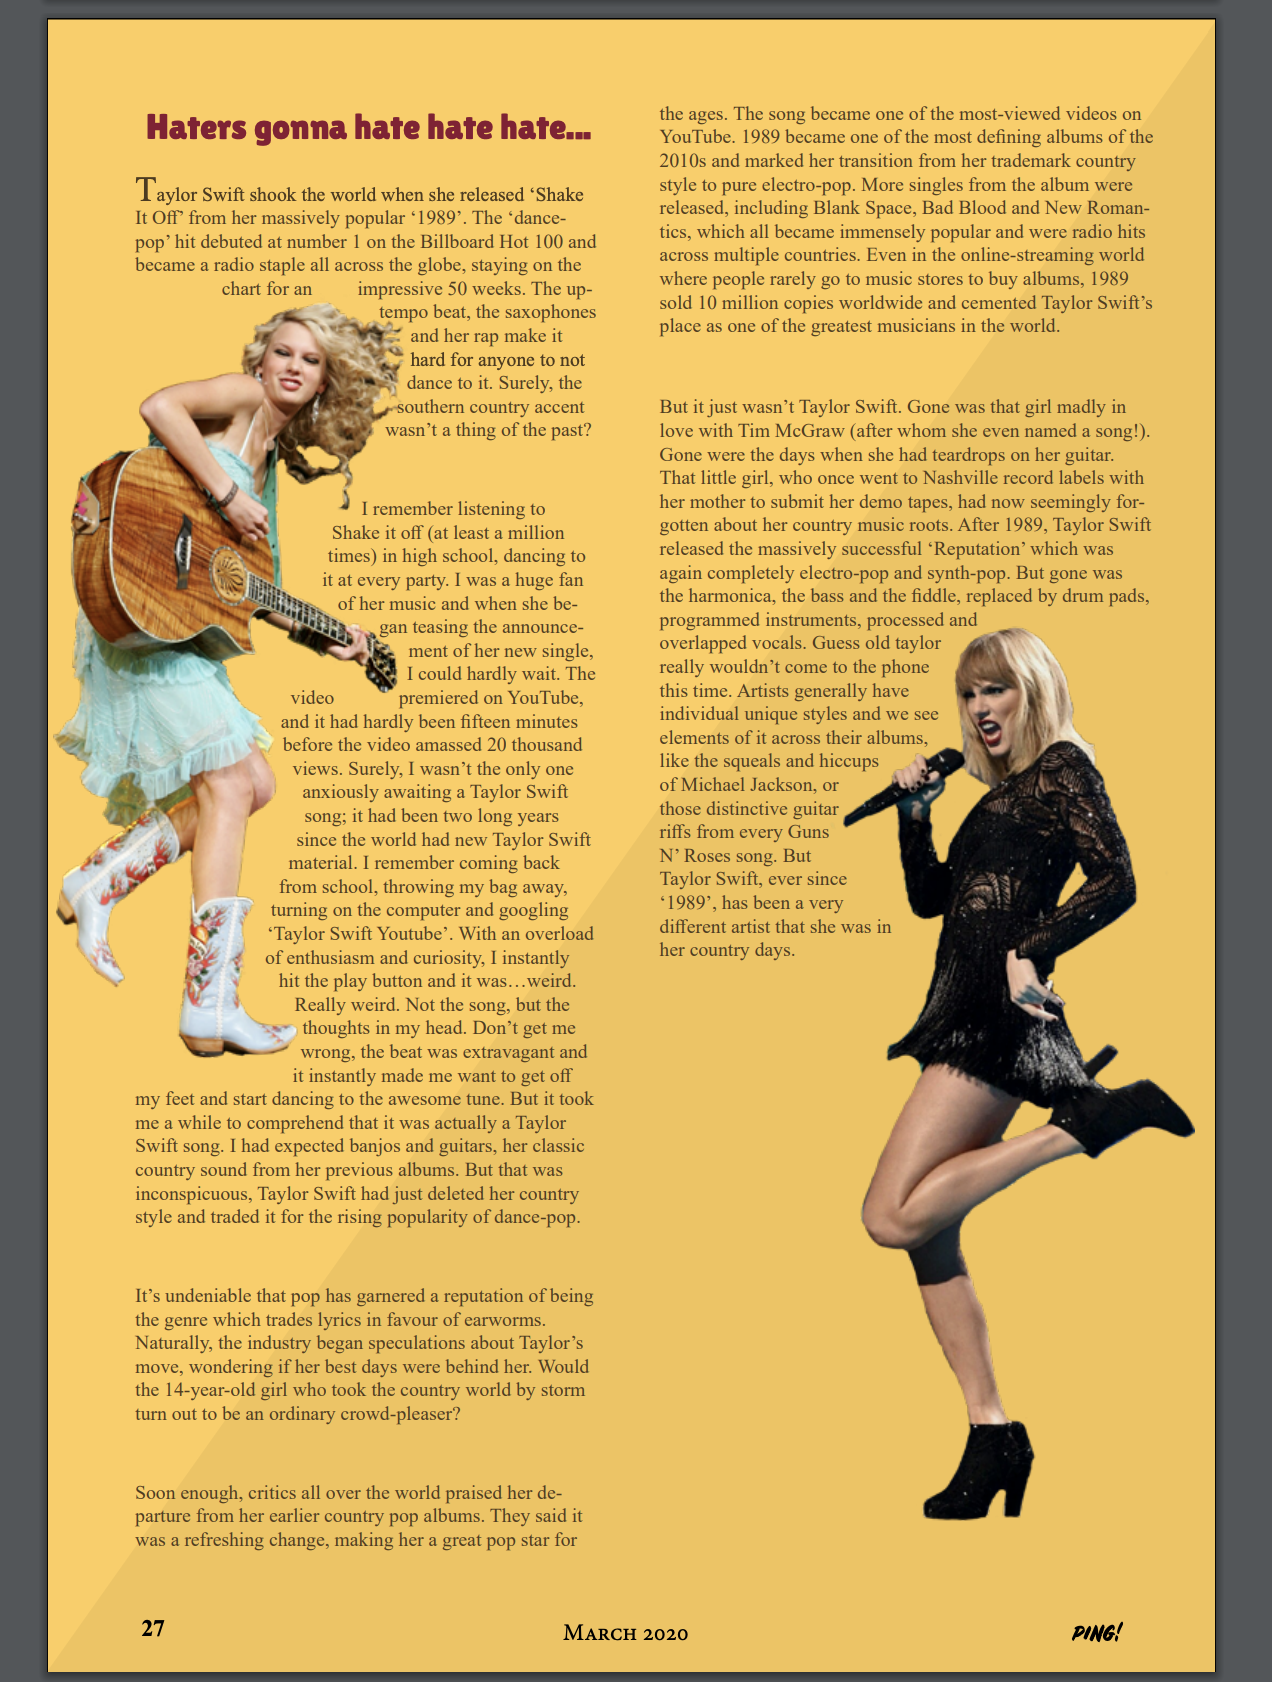 Haters gonna hate hate hate...
Taylor Swift shook the world when she released ‘Shake
It Off’ from her massively popular ‘1989’. The ‘dance-
pop’ hit debuted at number 1 on the Billboard Hot 100 and
became a radio staple all across the globe, staying on the
chart for an impressive 50 weeks. The up-
tempo beat, the saxophones
and her rap make it
hard for anyone to not
dance to it. Surely, the
southern country accent
wasn’t a thing of the past?
I remember listening to
Shake it off (at least a million
times) in high school, dancing to
it at every party. I was a huge fan
of her music and when she be-
gan teasing the announce-
ment of her new single,
I could hardly wait. The
video premiered on YouTube,
and it had hardly been fifteen minutes
before the video amassed 20 thousand
views. Surely, I wasn’t the only one
anxiously awaiting a Taylor Swift
song; it had been two long years
since the world had new Taylor Swift
material. I remember coming back
from school, throwing my bag away,
turning on the computer and googling
‘Taylor Swift Youtube’. With an overload
of enthusiasm and curiosity, I instantly
hit the play button and it was…weird.
Really weird. Not the song, but the
thoughts in my head. Don’t get me
wrong, the beat was extravagant and
it instantly made me want to get off
my feet and start dancing to the awesome tune. But it took
me a while to comprehend that it was actually a Taylor
Swift song. I had expected banjos and guitars, her classic
country sound from her previous albums. But that was
inconspicuous, Taylor Swift had just deleted her country
style and traded it for the rising popularity of dance-pop.
It’s undeniable that pop has garnered a reputation of being
the genre which trades lyrics in favour of earworms.
Naturally, the industry began speculations about Taylor’s
move, wondering if her best days were behind her. Would
the 14-year-old girl who took the country world by storm
turn out to be an ordinary crowd-pleaser?
Soon enough, critics all over the world praised her de-
parture from her earlier country pop albums. They said it
was a refreshing change, making her a great pop star for
the ages. The song became one of the most-viewed videos on
YouTube. 1989 became one of the most defining albums of the
2010s and marked her transition from her trademark country
style to pure electro-pop. More singles from the album were
released, including Blank Space, Bad Blood and New Roman-
tics, which all became immensely popular and were radio hits
across multiple countries. Even in the online-streaming world
where people rarely go to music stores to buy albums, 1989
sold 10 million copies worldwide and cemented Taylor Swift’s
place as one of the greatest musicians in the world.
But it just wasn’t Taylor Swift. Gone was that girl madly in
love with Tim McGraw (after whom she even named a song!).
Gone were the days when she had teardrops on her guitar.
That little girl, who once went to Nashville record labels with
her mother to submit her demo tapes, had now seemingly for-
gotten about her country music roots. After 1989, Taylor Swift
released the massively successful ‘Reputation’ which was
again completely electro-pop and synth-pop. But gone was
the harmonica, the bass and the fiddle, replaced by drum pads,
programmed instruments, processed and
overlapped vocals. Guess old taylor
really wouldn’t come to the phone
this time. Artists generally have
individual unique styles and we see
elements of it across their albums,
like the squeals and hiccups
of Michael Jackson, or
those distinctive guitar
riffs from every Guns
N’ Roses song. But
Taylor Swift, ever since
‘1989’, has been a very
different artist that she was in
her country days.
27
March 2020
PING!